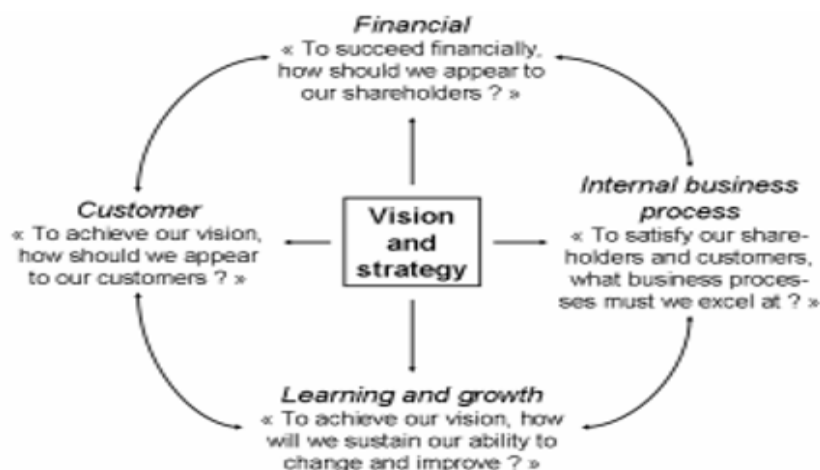 Financial
« To succeed financially,
how should we appear to
our shareholders ? »
Customer
« To achieve our vision,
how should we appear
to our customers ? »
Vision
and
strategy
Internal business
process
« To satisfy our share-
holders and customers,
what business proces-
ses must we excel at ? »
Learning and growth
« To achieve our vision, how
will we sustain our ability to
change and improve ? »